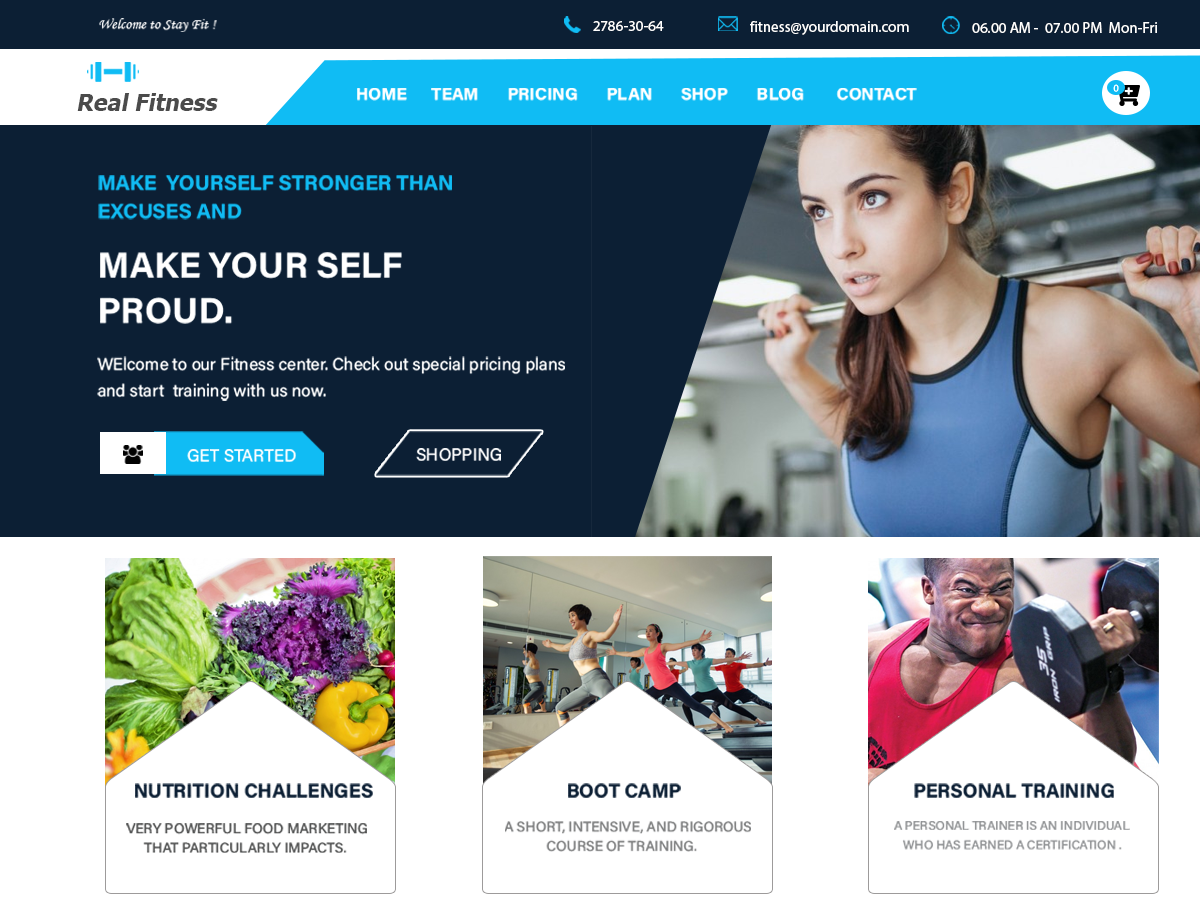 Welcome to Stay Fit !
2786-30-64
fitness@yourdomain.com
06.00 AM - 07.00 PM Mon-Fri
Real Fitness
HOME TEAM PRICING PLAN SHOP BLOG CONTACT
0
MAKE YOURSELF STRONGER THAN
EXCUSES AND
MAKE YOUR SELF
PROUD.
WElcome to our Fitness center. Check out special pricing plans
and start training with us now.
GET STARTED
SHOPPING
35
IRON GRIP
NUTRITION CHALLENGES
VERY POWERFUL FOOD MARKETING
THAT PARTICULARLY IMPACTS.
BOOT CAMP
A SHORT, INTENSIVE, AND RIGOROUS
COURSE OF TRAINING.
PERSONAL TRAINING
A PERSONAL TRAINER IS AN INDIVIDUAL
WHO HAS EARNED A CERTIFICATION .